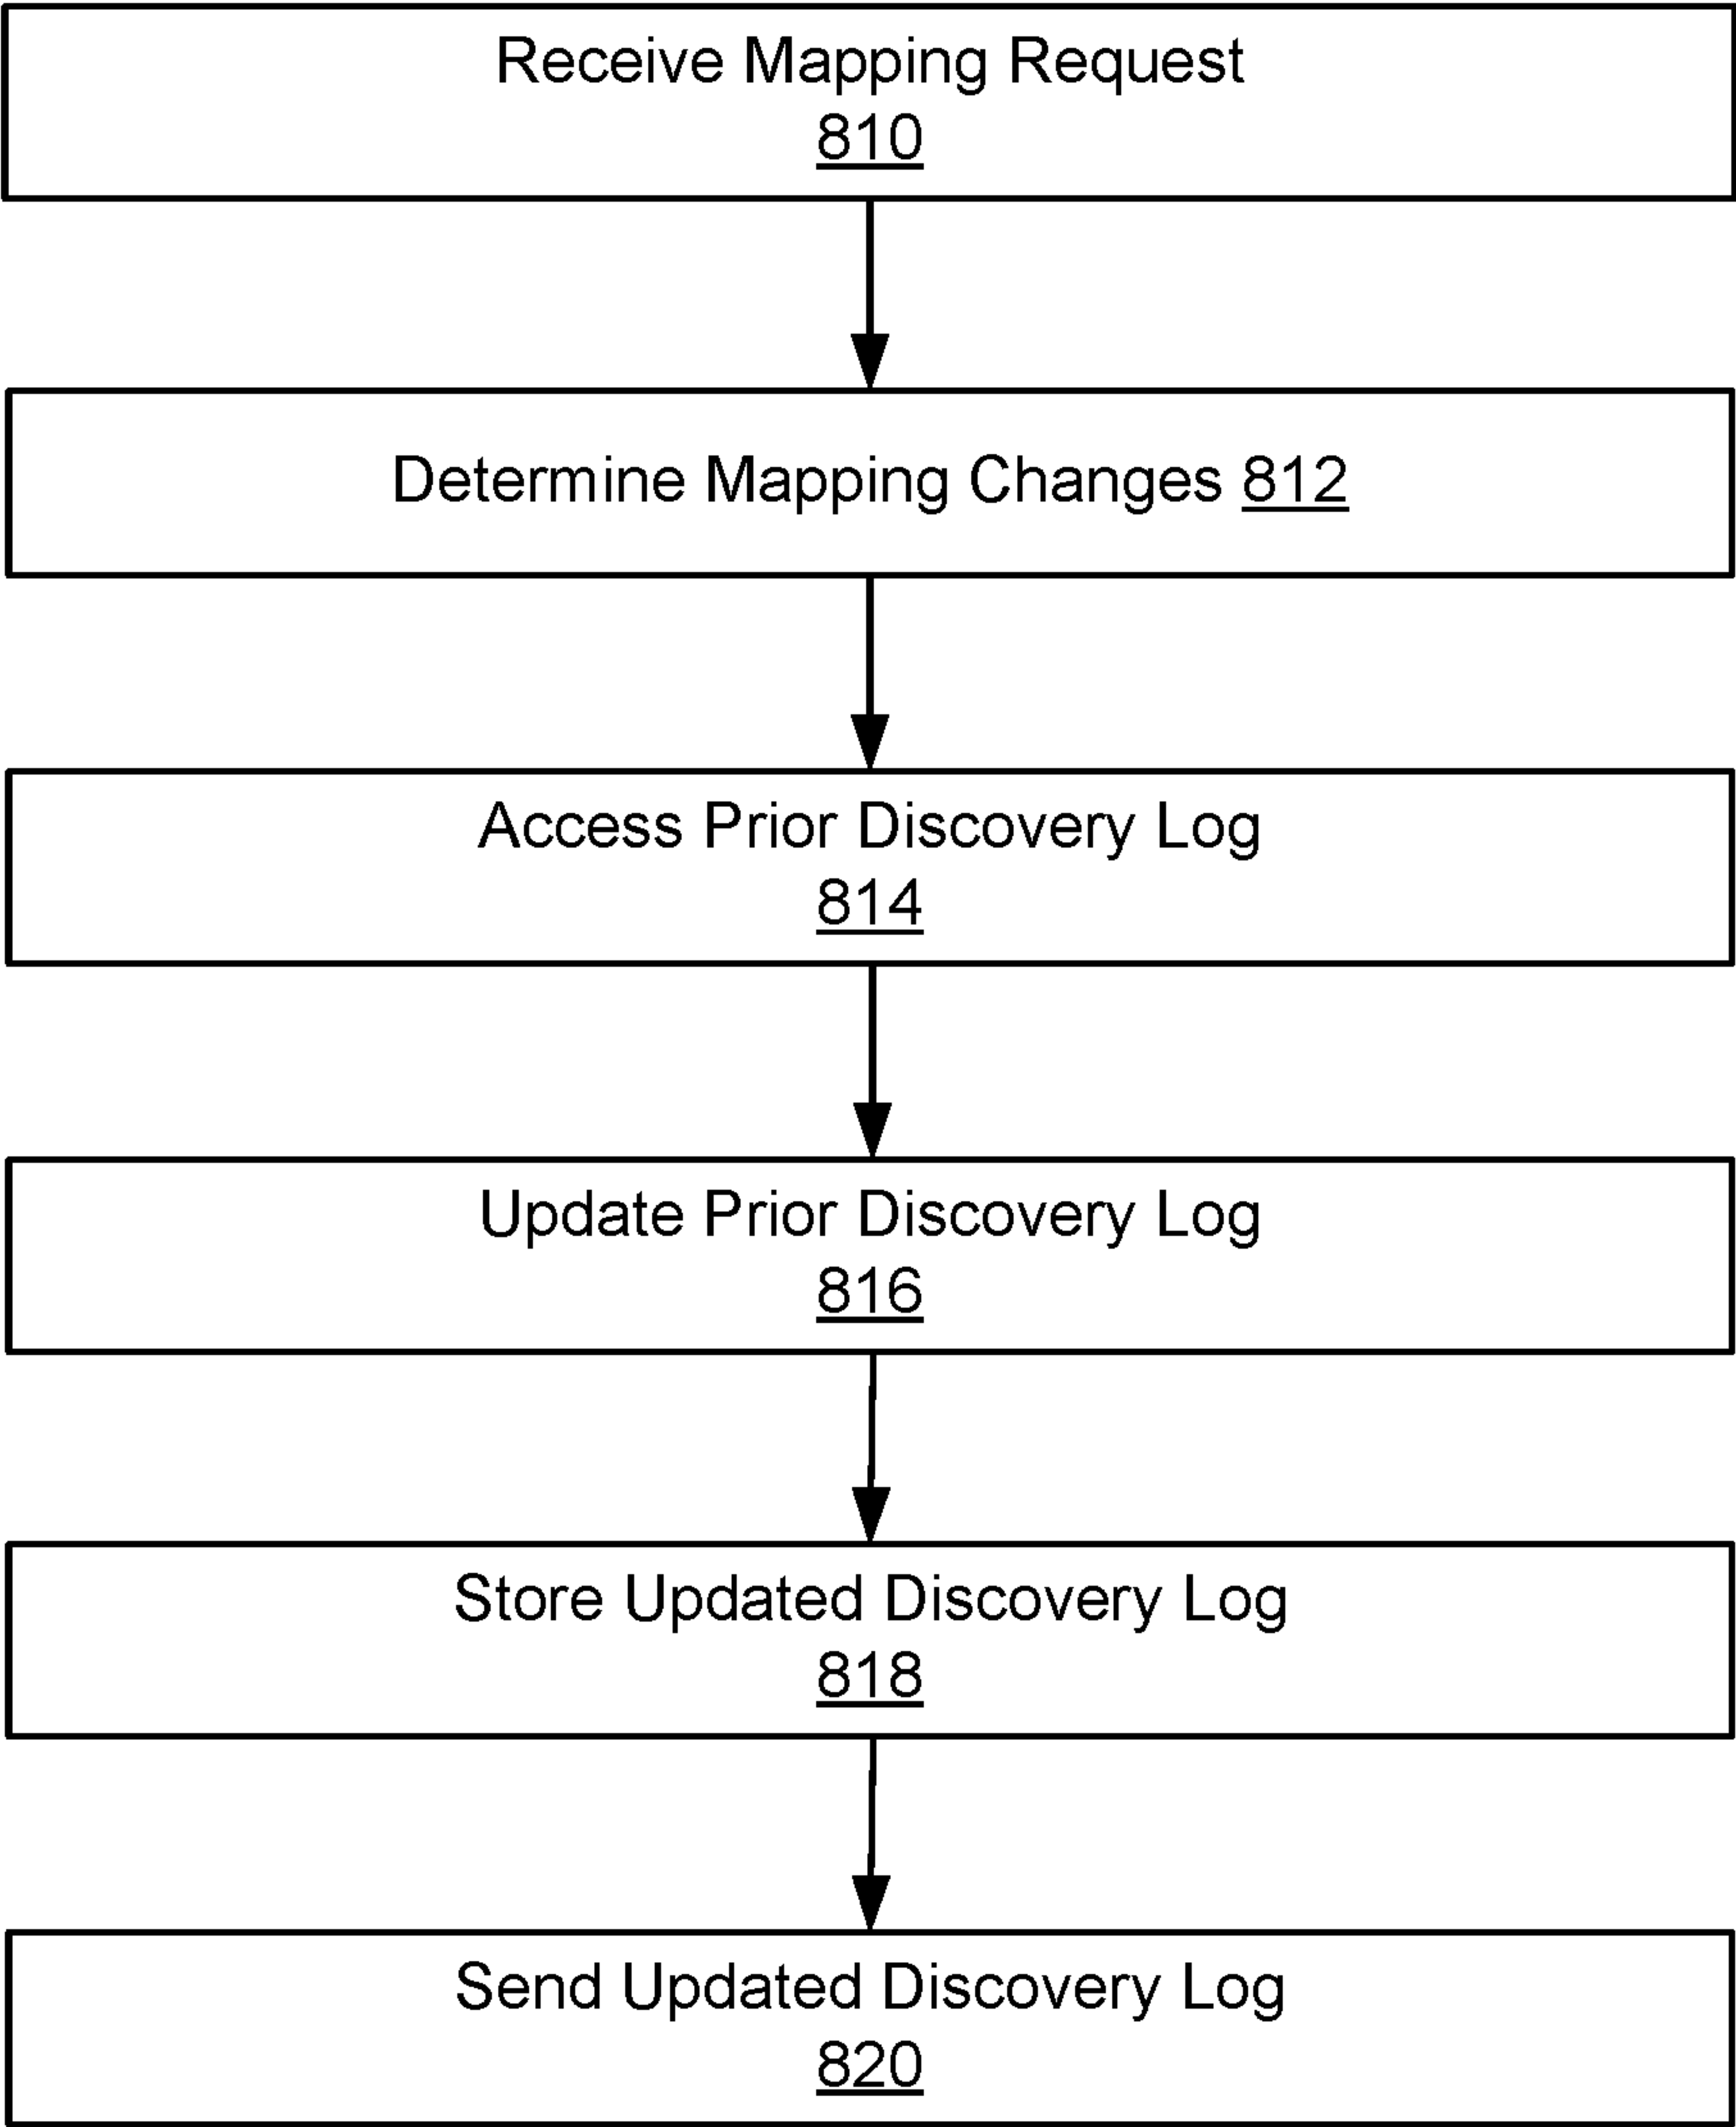 Receive Mapping Request
810
Determine Mapping Changes 812
Access Prior Discovery Log
814
Update Prior Discovery Log
816
Store Updated Discovery Log
818
Send Updated Discovery Log
820